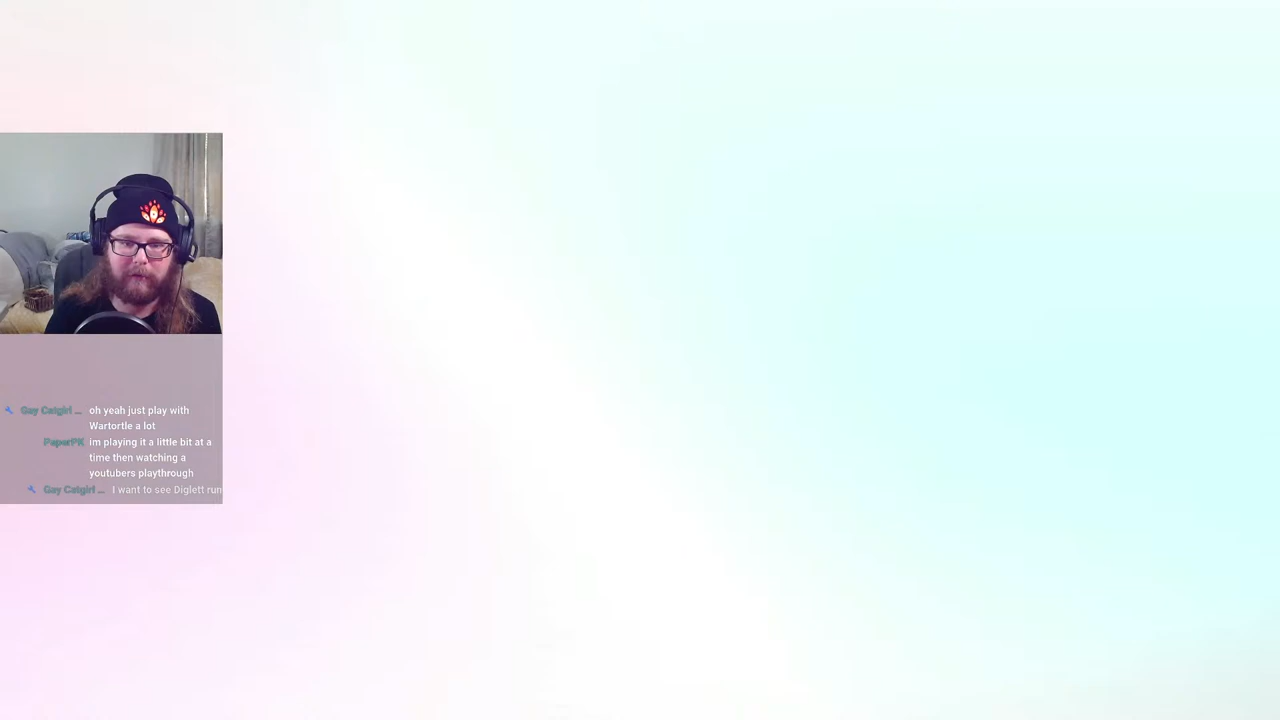 Gay Catgirl ... oh yeah just play with
Wartortle a lot
PaperPK im playing it a little bit at a
time then watching a
youtubers playthrough
Gay Catgirl ... I want to see Diglett run